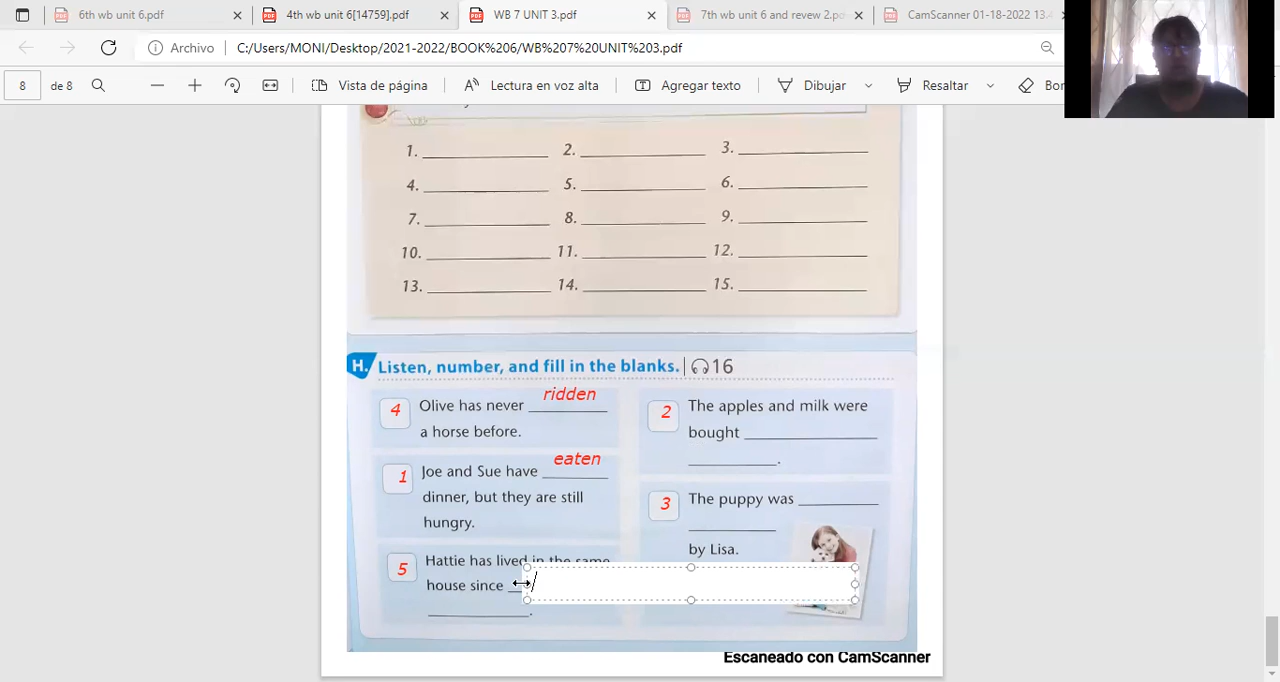 6th wb unit 6.pdf
4th wb unit 6[14759].pdf
WB 7 UNIT 3.pdf
7th wb unit 6 and revew 2.pd
CamScanner 01-18-2022 13.
Archivo
C:/Users/MONI/Desktop/2021-2022/BOOK%206/WB%207%20UNIT%203.pdf
8 de 8
Vista de página
Lectura en voz alta
Agregar texto
Dibujar
Resaltar
Bor
1. 2. 3.
4. 5. 6.
7. 8. 9.
10. 11. 12.
13. 14. 15.
H. Listen, number, and fill in the blanks. 16
4 Olive has never ridden
a horse before.
1 Joe and Sue have eaten
dinner, but they are still
hungry.
5 Hattie has lived in the same
house since
.
2 The apples and milk were
bought
.
3 The puppy was
by Lisa.
Escaneado con CamScanner